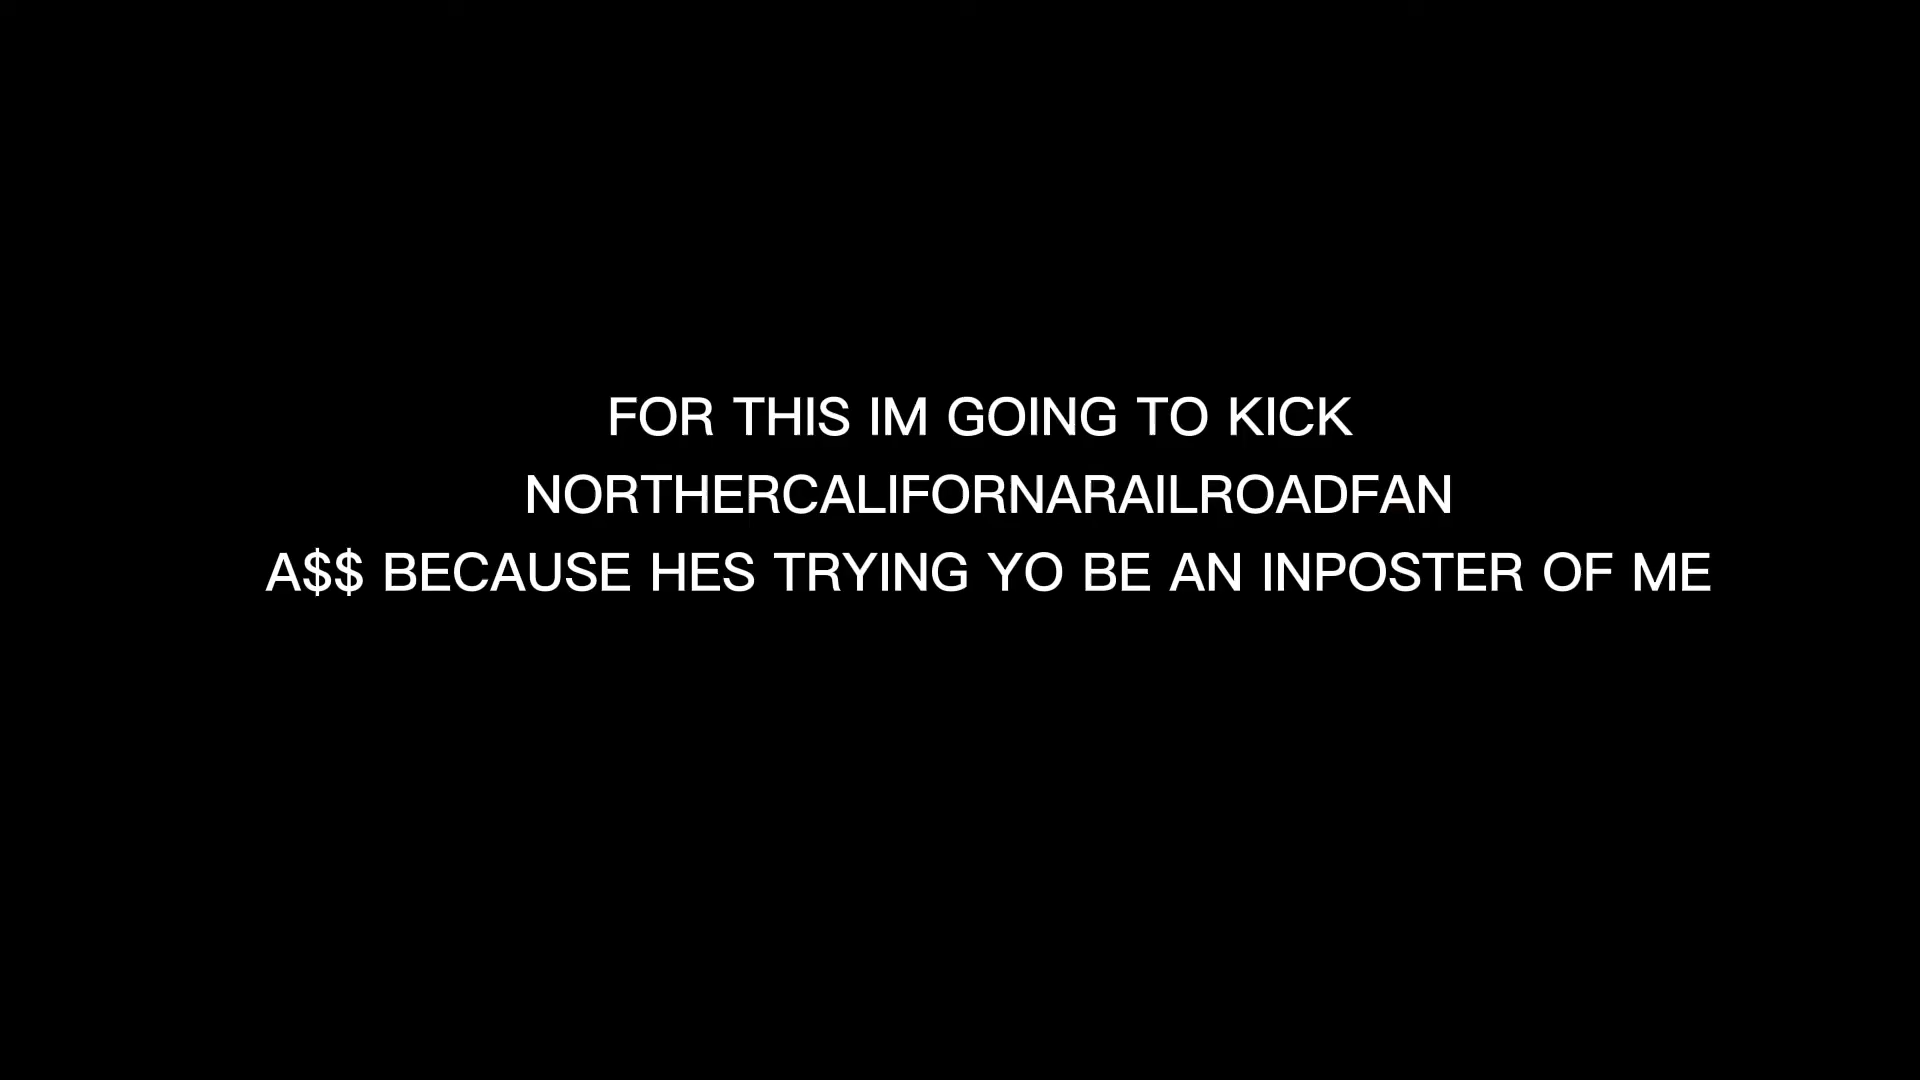 FOR THIS IM GOING TO KICK
NORTHERCALIFORNARAILROADFAN
A$$ BECAUSE HES TRYING YO BE AN INPOSTER OF ME